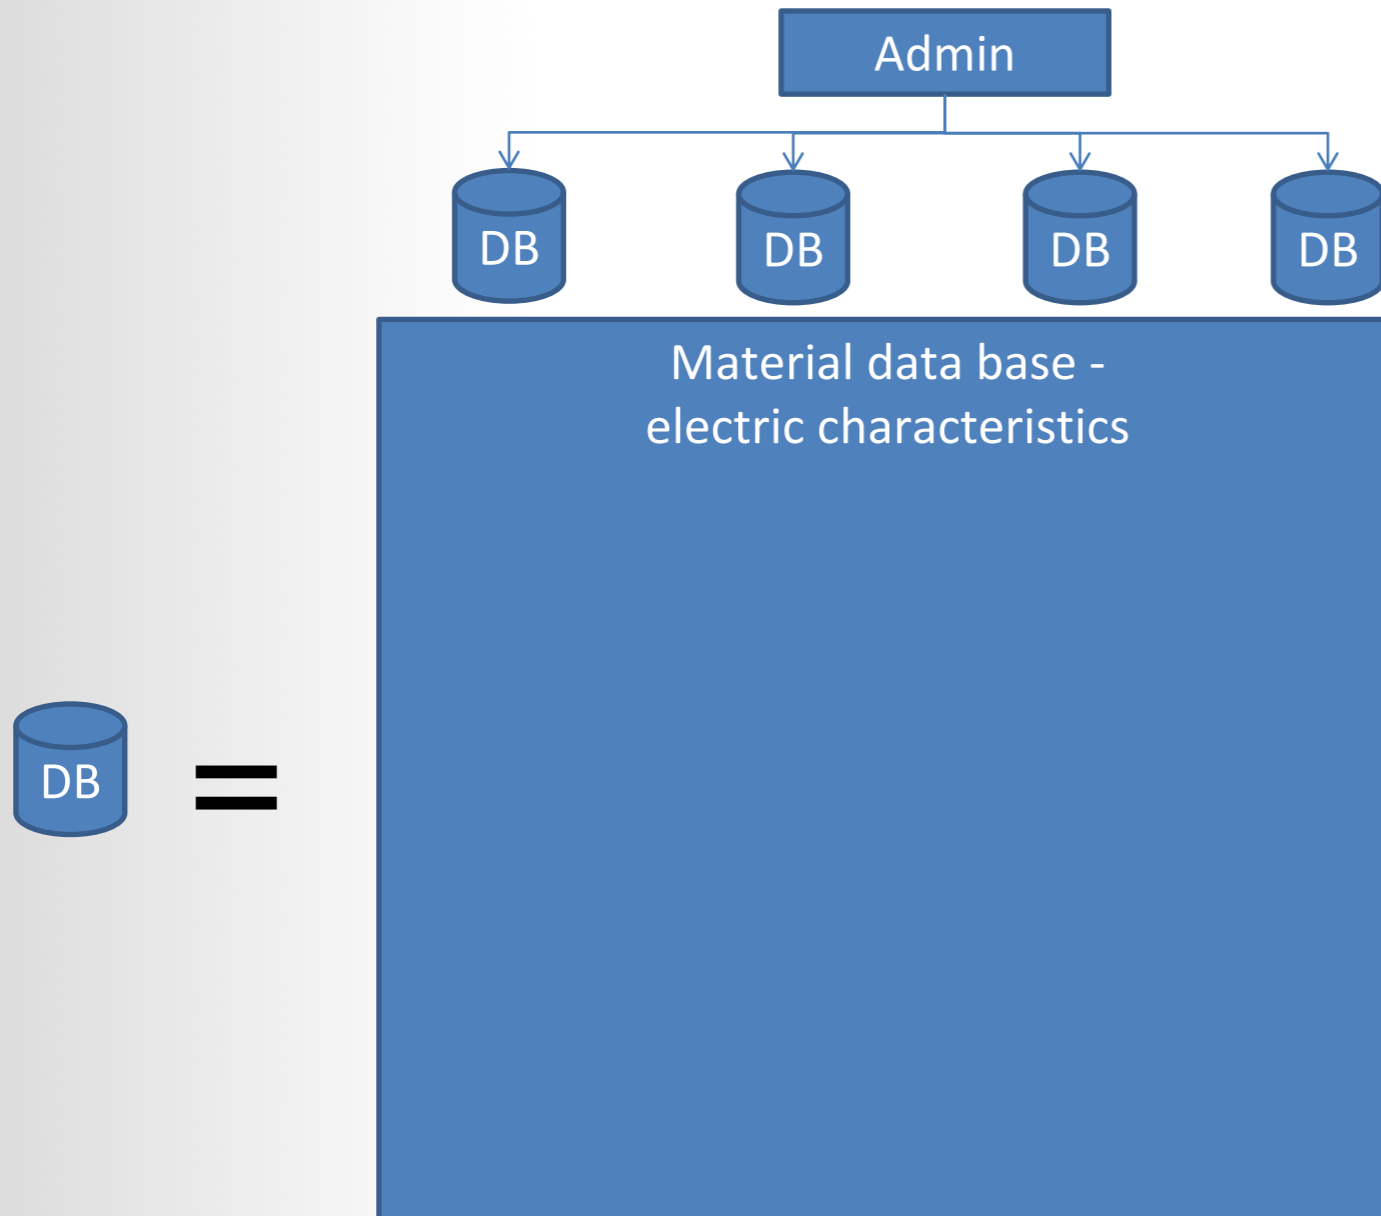 Admin
DB DB DB DB
Material data base -
electric characteristics
DB =